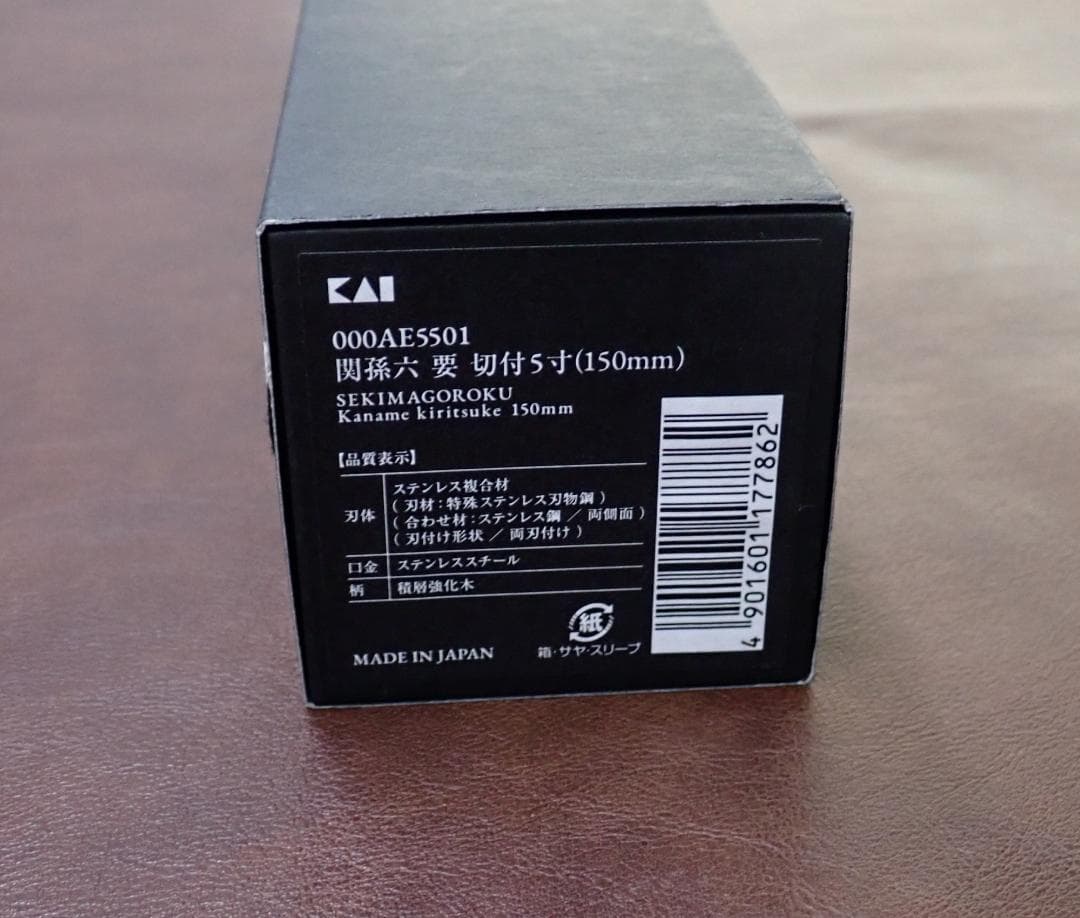 KAI
000AE5501
関孫六 要 切付5寸(150mm)
SEKIMAGOROKU
Kaname kiritsuke 150mm
【品質表示】
刃体 ステンレス複合材
(刃材:特殊ステンレス刃物鋼)
(合わせ材:ステンレス鋼/両側面)
(刃付け形状/両刃付け)
口金 ステンレススチール
柄 積層強化木
紙
箱・サヤ・スリーブ
MADE IN JAPAN
4 901601 177862